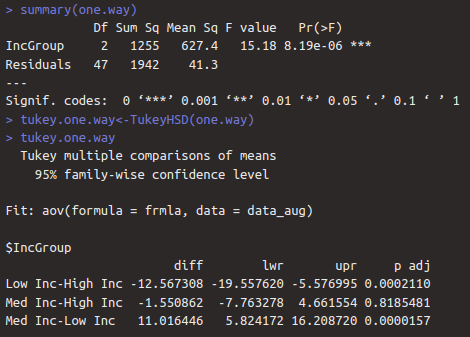 > summary(one.way)
            Df Sum Sq Mean Sq F value   Pr(>F)
IncGroup     2   1255   627.4   15.18 8.19e-06 ***
Residuals   47   1942    41.3
---
Signif. codes:  0 ‘***’ 0.001 ‘**’ 0.01 ‘*’ 0.05 ‘.’ 0.1 ‘ ’ 1
> tukey.one.way<-TukeyHSD(one.way)
> tukey.one.way
  Tukey multiple comparisons of means
    95% family-wise confidence level

Fit: aov(formula = frmla, data = data_aug)

$IncGroup
                       diff        lwr       upr     p adj
Low Inc-High Inc -12.567308 -19.557620 -5.576995 0.0002110
Med Inc-High Inc  -1.550862  -7.763278  4.661554 0.8185481
Med Inc-Low Inc   11.016446   5.824172 16.208720 0.0000157